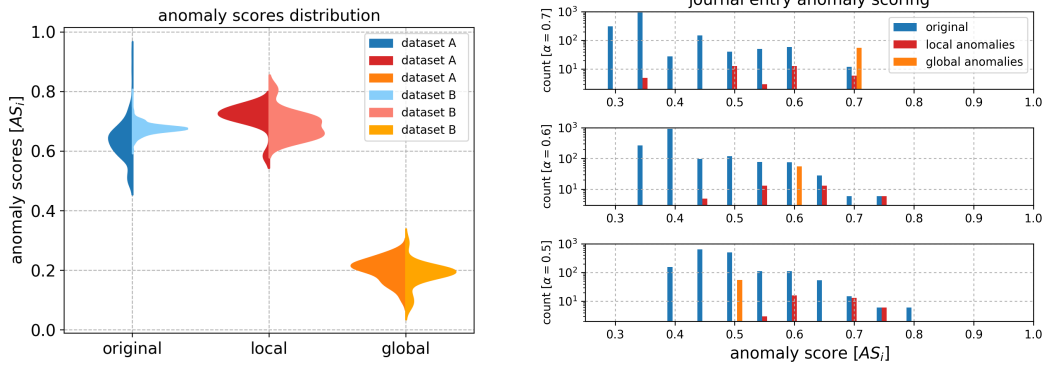 anomaly scores distribution
anomaly scores [AS_i]
1.0
0.8
0.6
0.4
0.2
0.0
original
local
global
dataset A
dataset A
dataset A
dataset B
dataset B
dataset B
journal entry anomaly scoring
count [α = 0.7]
10^3
10^2
10^1
original
local anomalies
global anomalies
0.3 0.4 0.5 0.6 0.7 0.8 0.9 1.0
count [α = 0.6]
10^3
10^2
10^1
0.3 0.4 0.5 0.6 0.7 0.8 0.9 1.0
count [α = 0.5]
10^3
10^2
10^1
0.3 0.4 0.5 0.6 0.7 0.8 0.9 1.0
anomaly score [AS_i]